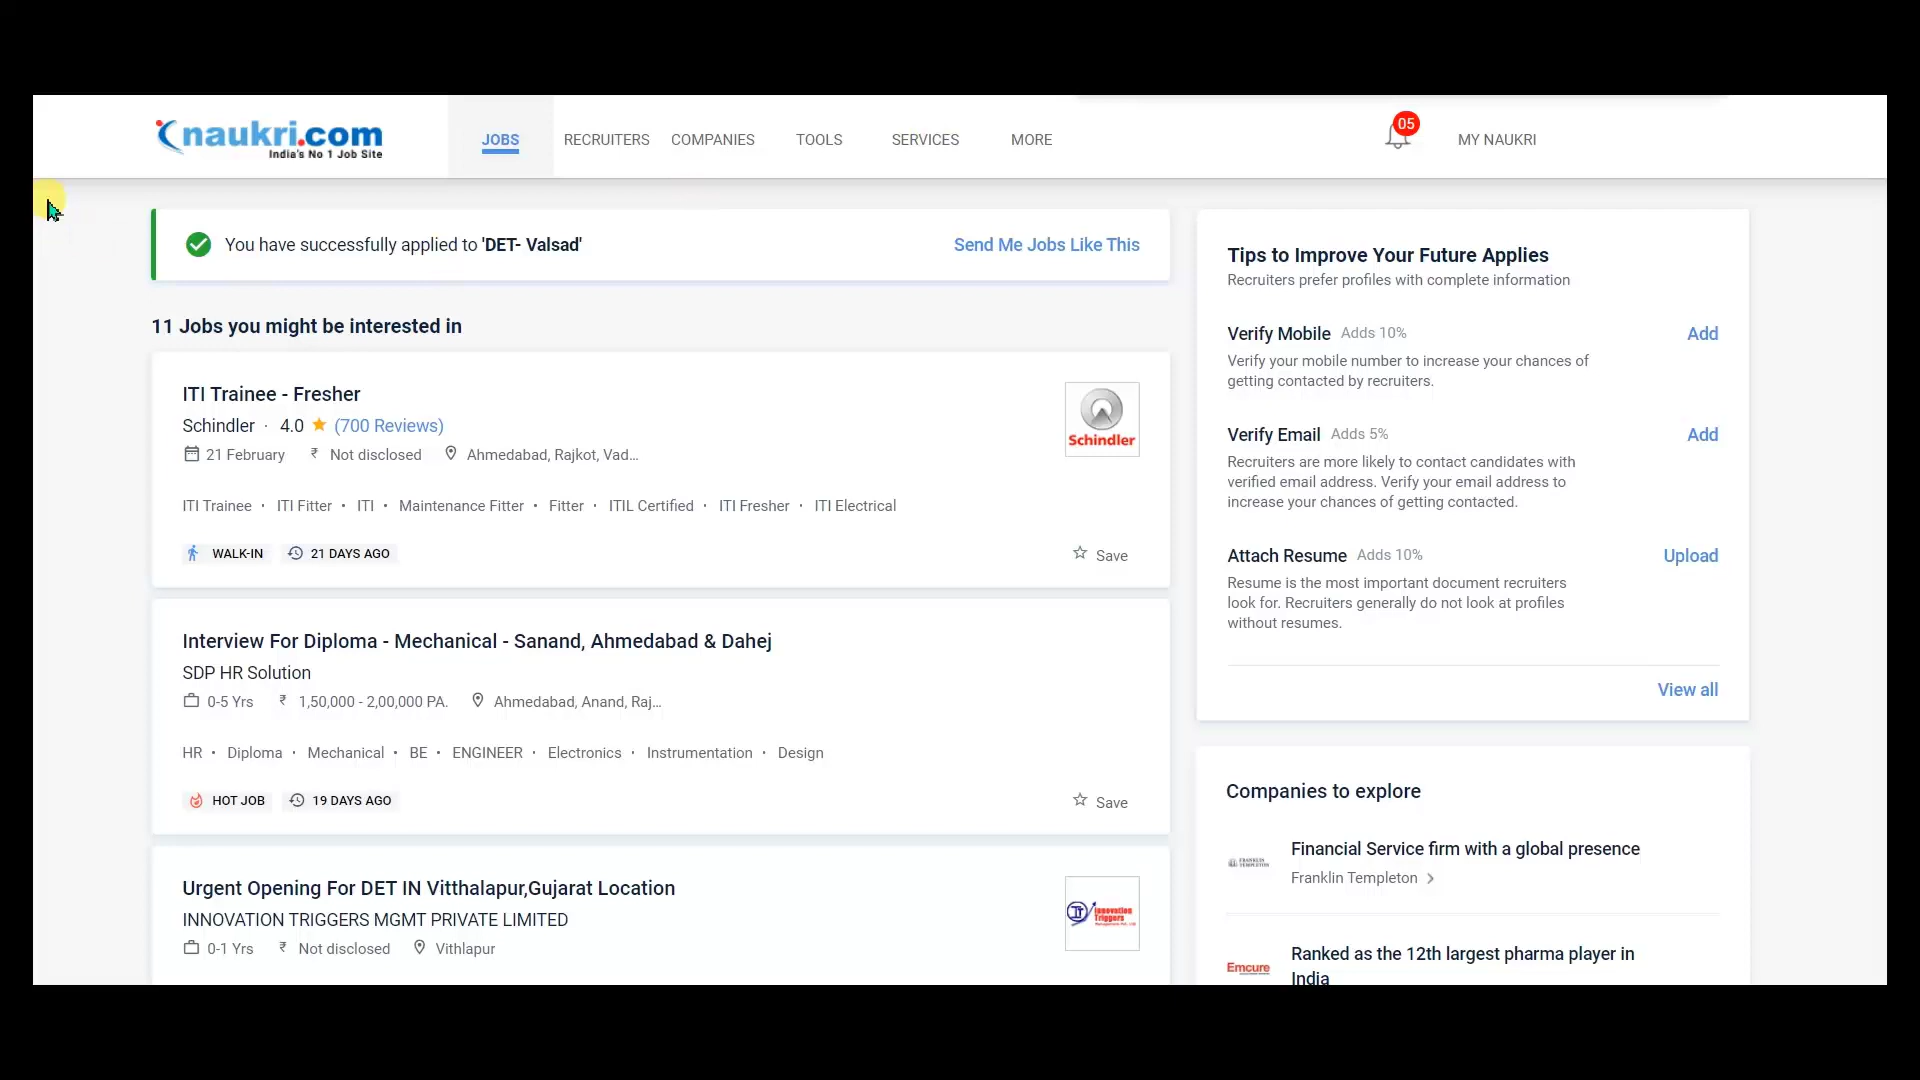 naukri.com
India's No 1 Job Site
JOBS
RECRUITERS
COMPANIES
TOOLS
SERVICES
MORE
05
MY NAUKRI
You have successfully applied to 'DET- Valsad'
Send Me Jobs Like This
11 Jobs you might be interested in
ITI Trainee - Fresher
Schindler · 4.0 (700 Reviews)
21 February ₹ Not disclosed Ahmedabad, Rajkot, Vad...
Schindler
ITI Trainee • ITI Fitter • ITI • Maintenance Fitter • Fitter • ITIL Certified • ITI Fresher • ITI Electrical
WALK-IN 21 DAYS AGO
Save
Interview For Diploma - Mechanical - Sanand, Ahmedabad & Dahej
SDP HR Solution
0-5 Yrs ₹ 1,50,000 - 2,00,000 PA. Ahmedabad, Anand, Raj...
HR • Diploma • Mechanical • BE • ENGINEER • Electronics • Instrumentation • Design
HOT JOB 19 DAYS AGO
Save
Urgent Opening For DET IN Vitthalapur,Gujarat Location
INNOVATION TRIGGERS MGMT PRIVATE LIMITED
0-1 Yrs ₹ Not disclosed Vithlapur
Innovation
Triggers
Tips to Improve Your Future Applies
Recruiters prefer profiles with complete information
Verify Mobile Adds 10%
Add
Verify your mobile number to increase your chances of
getting contacted by recruiters.
Verify Email Adds 5%
Add
Recruiters are more likely to contact candidates with
verified email address. Verify your email address to
increase your chances of getting contacted.
Attach Resume Adds 10%
Upload
Resume is the most important document recruiters
look for. Recruiters generally do not look at profiles
without resumes.
View all
Companies to explore
FRANKLIN
TEMPLETON
Financial Service firm with a global presence
Franklin Templeton
Emcure
Ranked as the 12th largest pharma player in
India